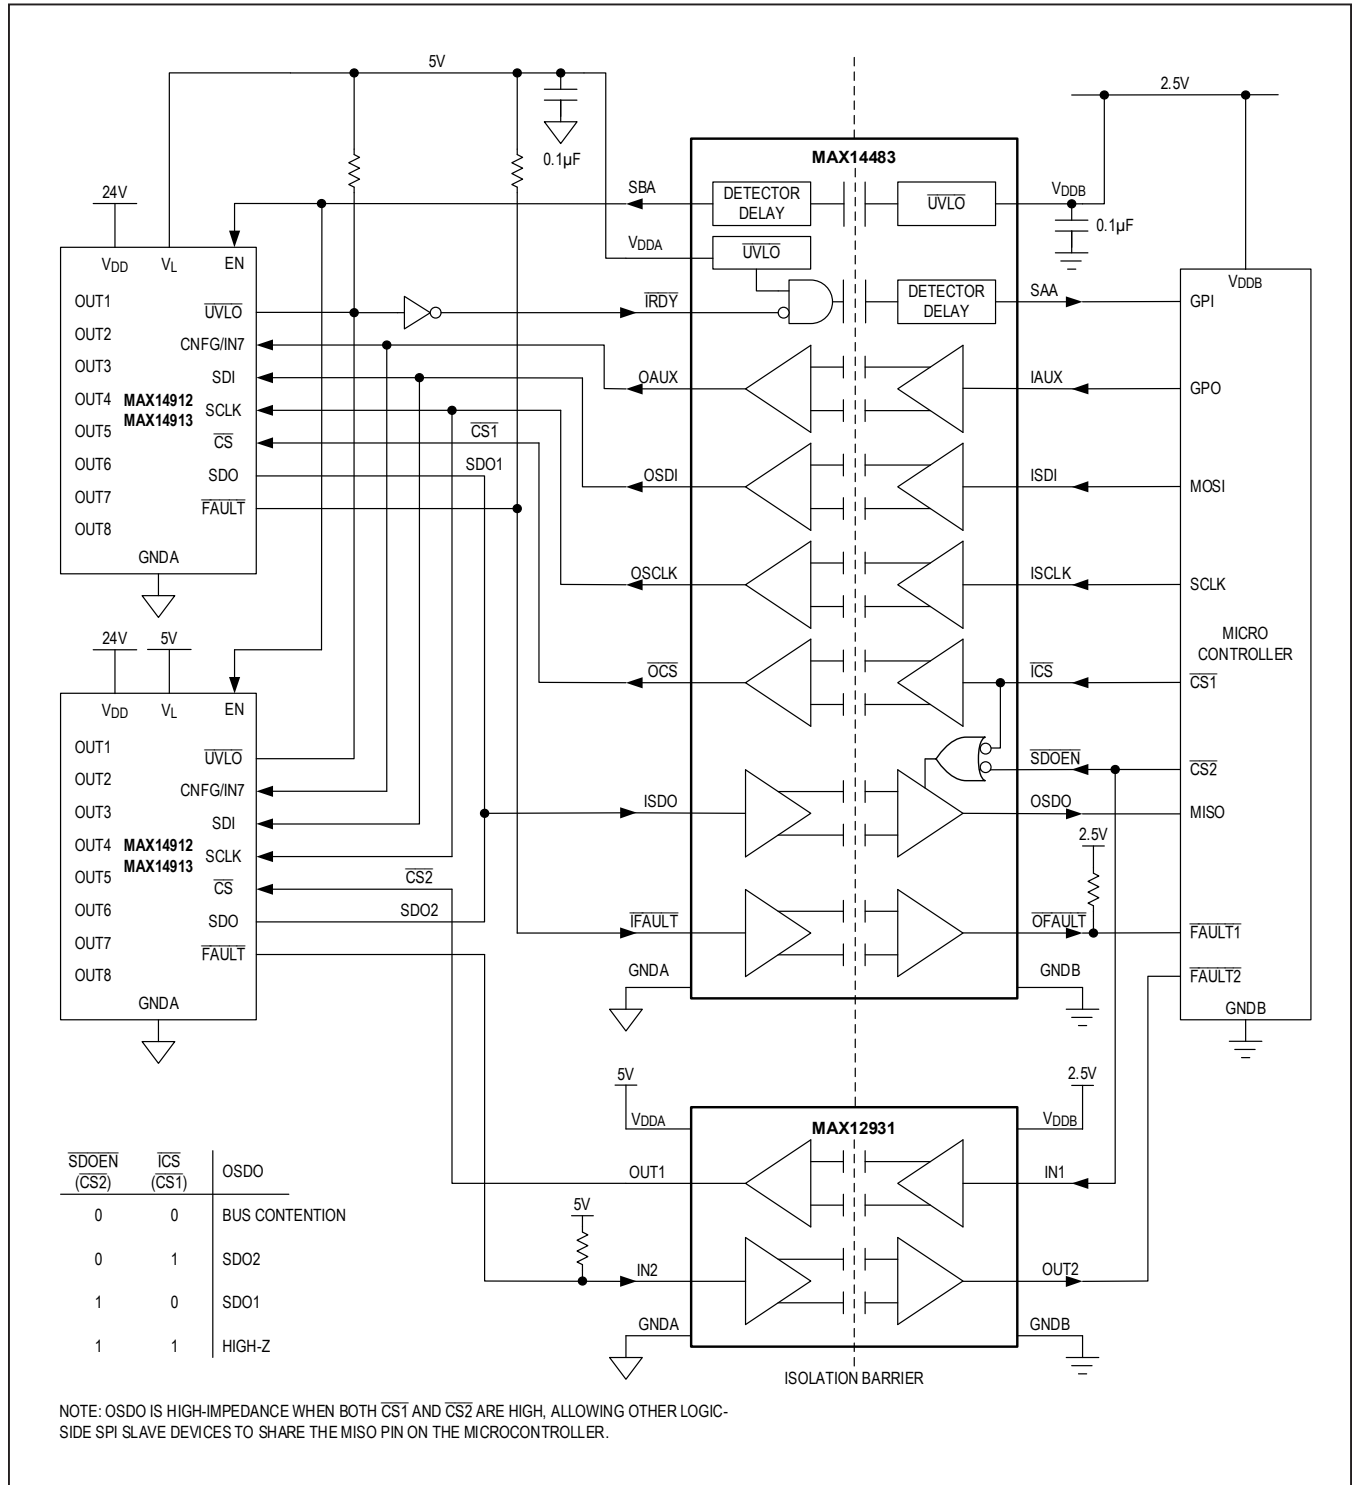 5V
2.5V
MAX14483
0.1µF
24V
SBA
DETECTOR DELAY
UVLO
VDDB
0.1µF
VDD
VL
EN
VDDA
UVLO
VDDB
OUT1
UVLO
IRDY
DETECTOR DELAY
SAA
GPI
OUT2
CNFG/IN7
OUT3
SDI
OAUX
IAUX
GPO
OUT4
MAX14912
MAX14913
SCLK
OUT5
CS
CS1
OUT6
SDO
SDO1
OSDI
ISDI
MOSI
OUT7
FAULT
OUT8
GNDA
OSCLK
ISCLK
SCLK
24V
5V
MICRO CONTROLLER
OCS
ICS
CS1
VDD
VL
EN
OUT1
UVLO
SDOEN
CS2
OUT2
CNFG/IN7
ISDO
OSDO
MISO
OUT3
SDI
2.5V
OUT4
MAX14912
MAX14913
SCLK
OUT5
CS
CS2
OUT6
SDO
SDO2
IFAULT
OFAULT
FAULT1
OUT7
FAULT
OUT8
GNDA
GNDA
GNDB
FAULT2
GNDB
5V
2.5V
VDDA
MAX12931
VDDB
OUT1
IN1
5V
IN2
OUT2
GNDA
GNDB
ISOLATION BARRIER
SDOEN (CS2) ICS (CS1) OSDO
0 0 BUS CONTENTION
0 1 SDO2
1 0 SDO1
1 1 HIGH-Z
NOTE: OSDO IS HIGH-IMPEDANCE WHEN BOTH CS1 AND CS2 ARE HIGH, ALLOWING OTHER LOGIC-
SIDE SPI SLAVE DEVICES TO SHARE THE MISO PIN ON THE MICROCONTROLLER.